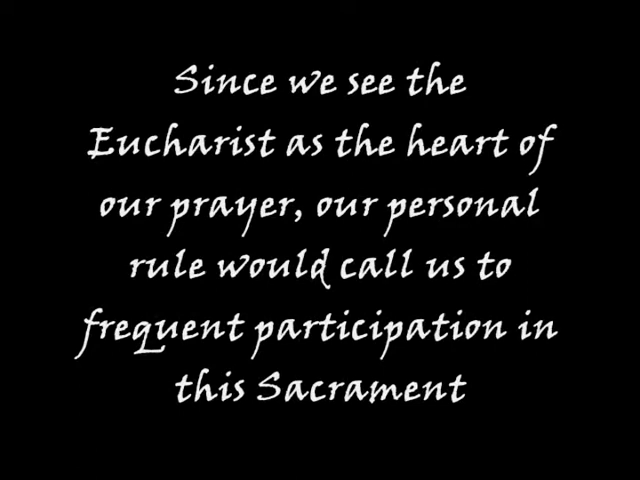 Since we see the
Eucharist as the heart of
our prayer, our personal
rule would call us to
frequent participation in
this Sacrament